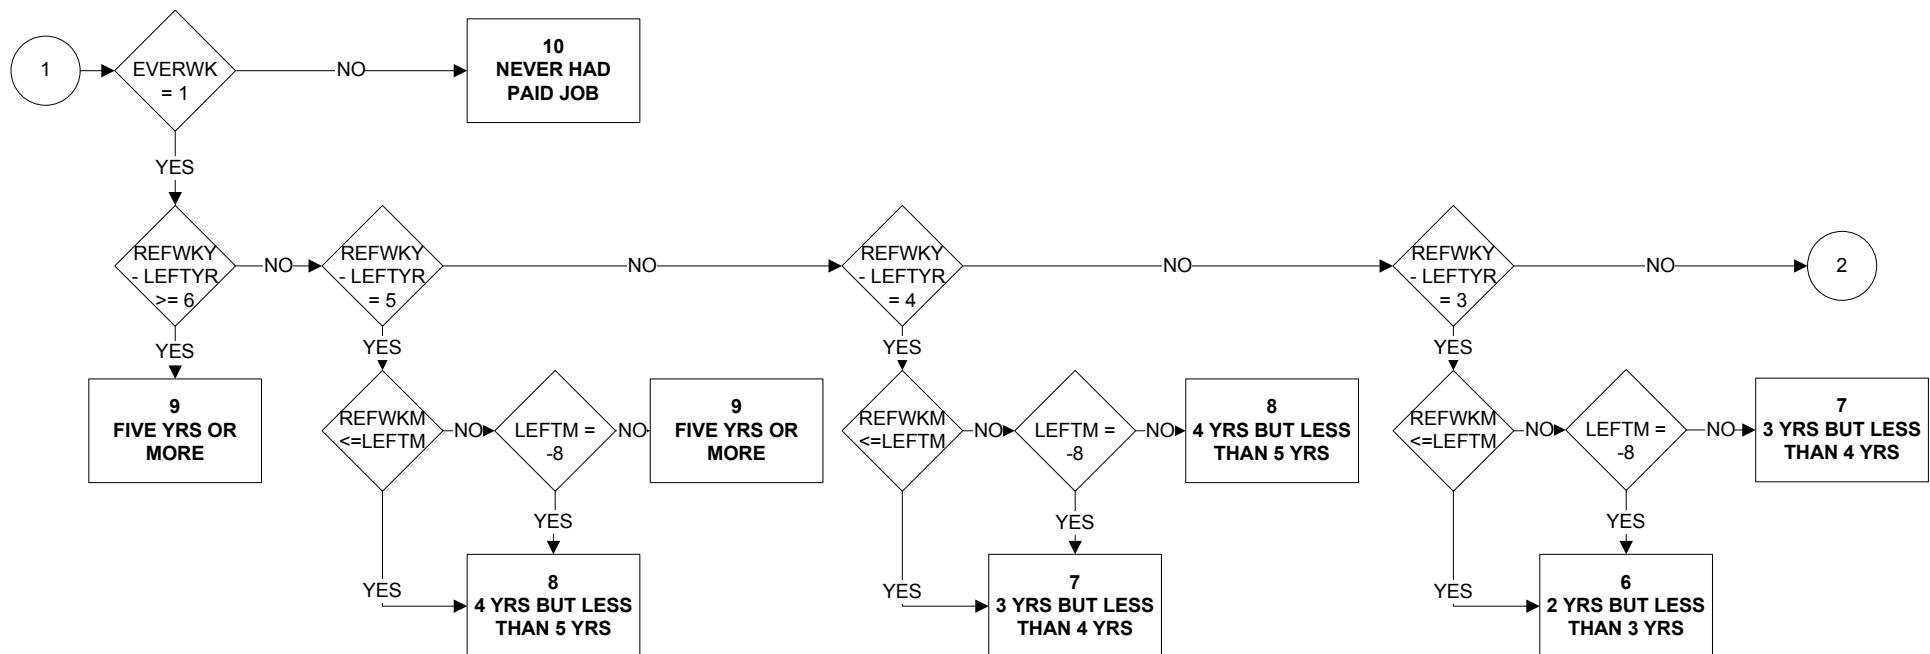 1
EVERWK
= 1
NO
10
NEVER HAD
PAID JOB
YES
REFWKY
- LEFTYR
>= 6
NO
REFWKY
- LEFTYR
= 5
NO
REFWKY
- LEFTYR
= 4
NO
REFWKY
- LEFTYR
= 3
NO
2
YES
YES
YES
YES
9
FIVE YRS OR
MORE
REFWKM
<=LEFTM
NO
LEFTM =
-8
NO
9
FIVE YRS OR
MORE
REFWKM
<=LEFTM
NO
LEFTM =
-8
NO
8
4 YRS BUT LESS
THAN 5 YRS
REFWKM
<=LEFTM
NO
LEFTM =
-8
NO
7
3 YRS BUT LESS
THAN 4 YRS
YES
YES
YES
YES
8
4 YRS BUT LESS
THAN 5 YRS
YES
7
3 YRS BUT LESS
THAN 4 YRS
YES
6
2 YRS BUT LESS
THAN 3 YRS